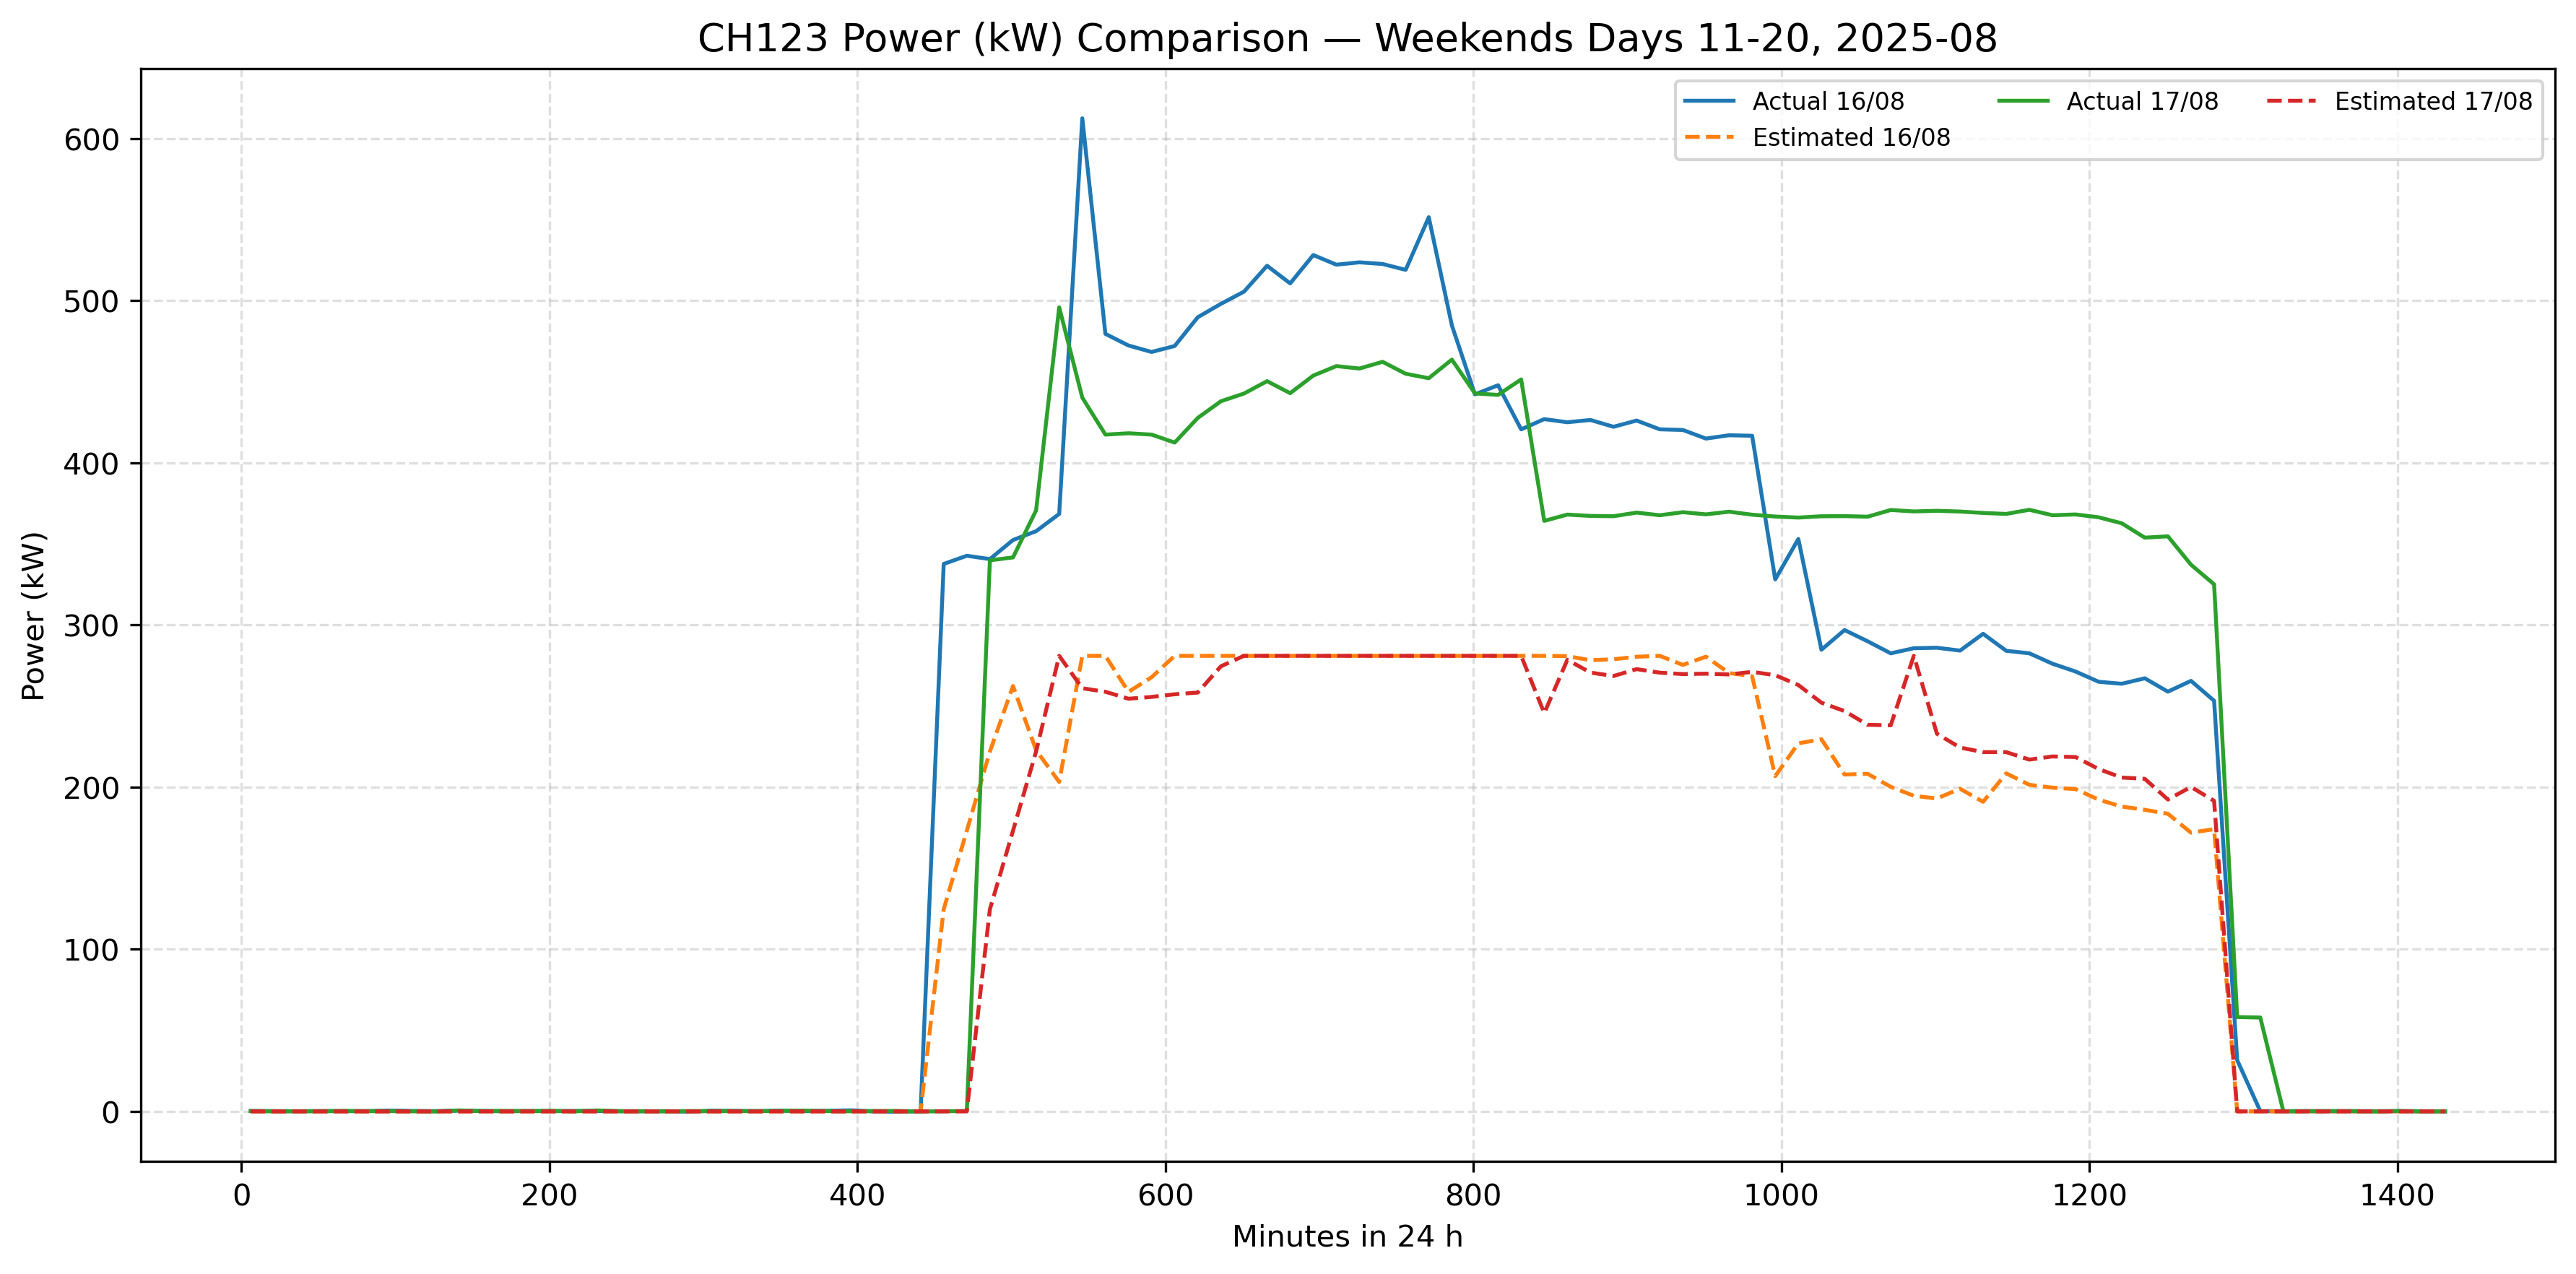 CH123 Power (kW) Comparison — Weekends Days 11-20, 2025-08
Actual 16/08
Estimated 16/08
Actual 17/08
Estimated 17/08
Power (kW)
600
500
400
300
200
100
0
0 200 400 600 800 1000 1200 1400
Minutes in 24 h